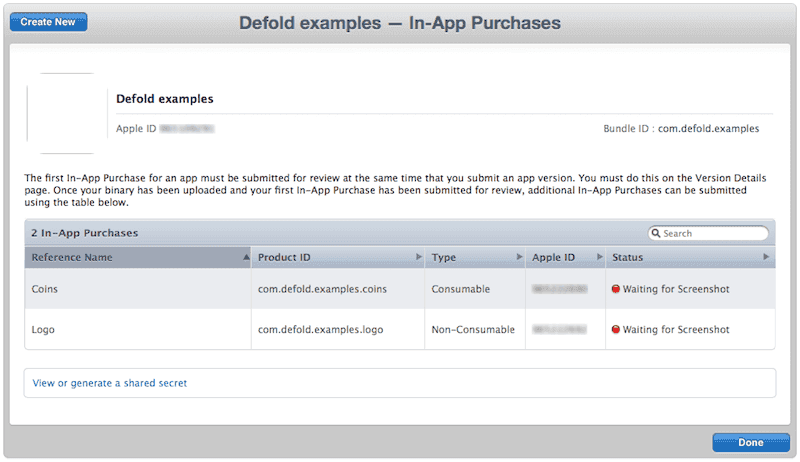 Create New
Defold examples — In-App Purchases
Defold examples
Apple ID
Bundle ID : com.defold.examples
The first In-App Purchase for an app must be submitted for review at the same time that you submit an app version. You must do this on the Version Details
page. Once your binary has been uploaded and your first In-App Purchase has been submitted for review, additional In-App Purchases can be submitted
using the table below.
2 In-App Purchases
Search
Reference Name Product ID Type Apple ID Status
Coins com.defold.examples.coins Consumable Waiting for Screenshot
Logo com.defold.examples.logo Non-Consumable Waiting for Screenshot
View or generate a shared secret
Done